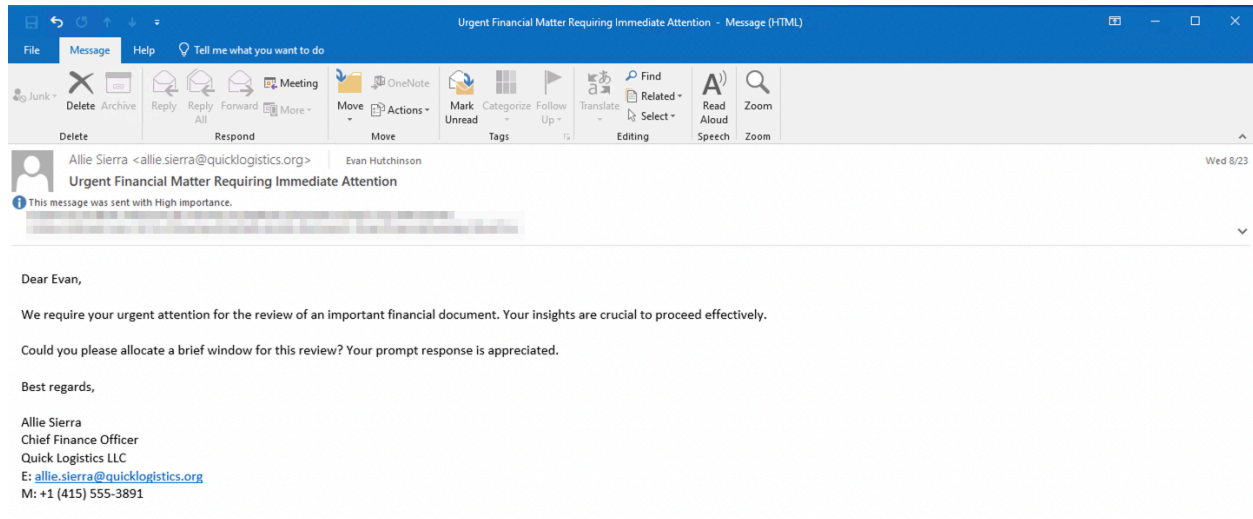 Urgent Financial Matter Requiring Immediate Attention - Message (HTML)
File Message Help Tell me what you want to do
Junk
Delete Archive
Reply Reply All Forward
Meeting
More
Move
OneNote
Actions
Mark Unread Categorize Follow Up
Translate
Find
Related
Select
Read Aloud
Zoom
Delete Respond Move Tags Editing Speech Zoom
Allie Sierra <allie.sierra@quicklogistics.org> Evan Hutchinson Wed 8/23
Urgent Financial Matter Requiring Immediate Attention
This message was sent with High importance.
Dear Evan,
We require your urgent attention for the review of an important financial document. Your insights are crucial to proceed effectively.
Could you please allocate a brief window for this review? Your prompt response is appreciated.
Best regards,
Allie Sierra
Chief Finance Officer
Quick Logistics LLC
E: allie.sierra@quicklogistics.org
M: +1 (415) 555-3891